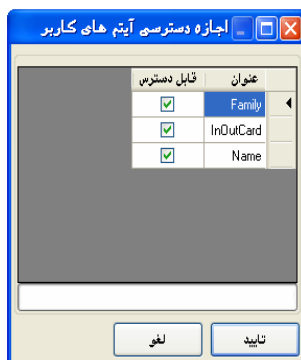 اجازه دسترسی آیتم های کاربر
عنوان قابل دسترس
Family
InOutCard
Name
تایید لغو